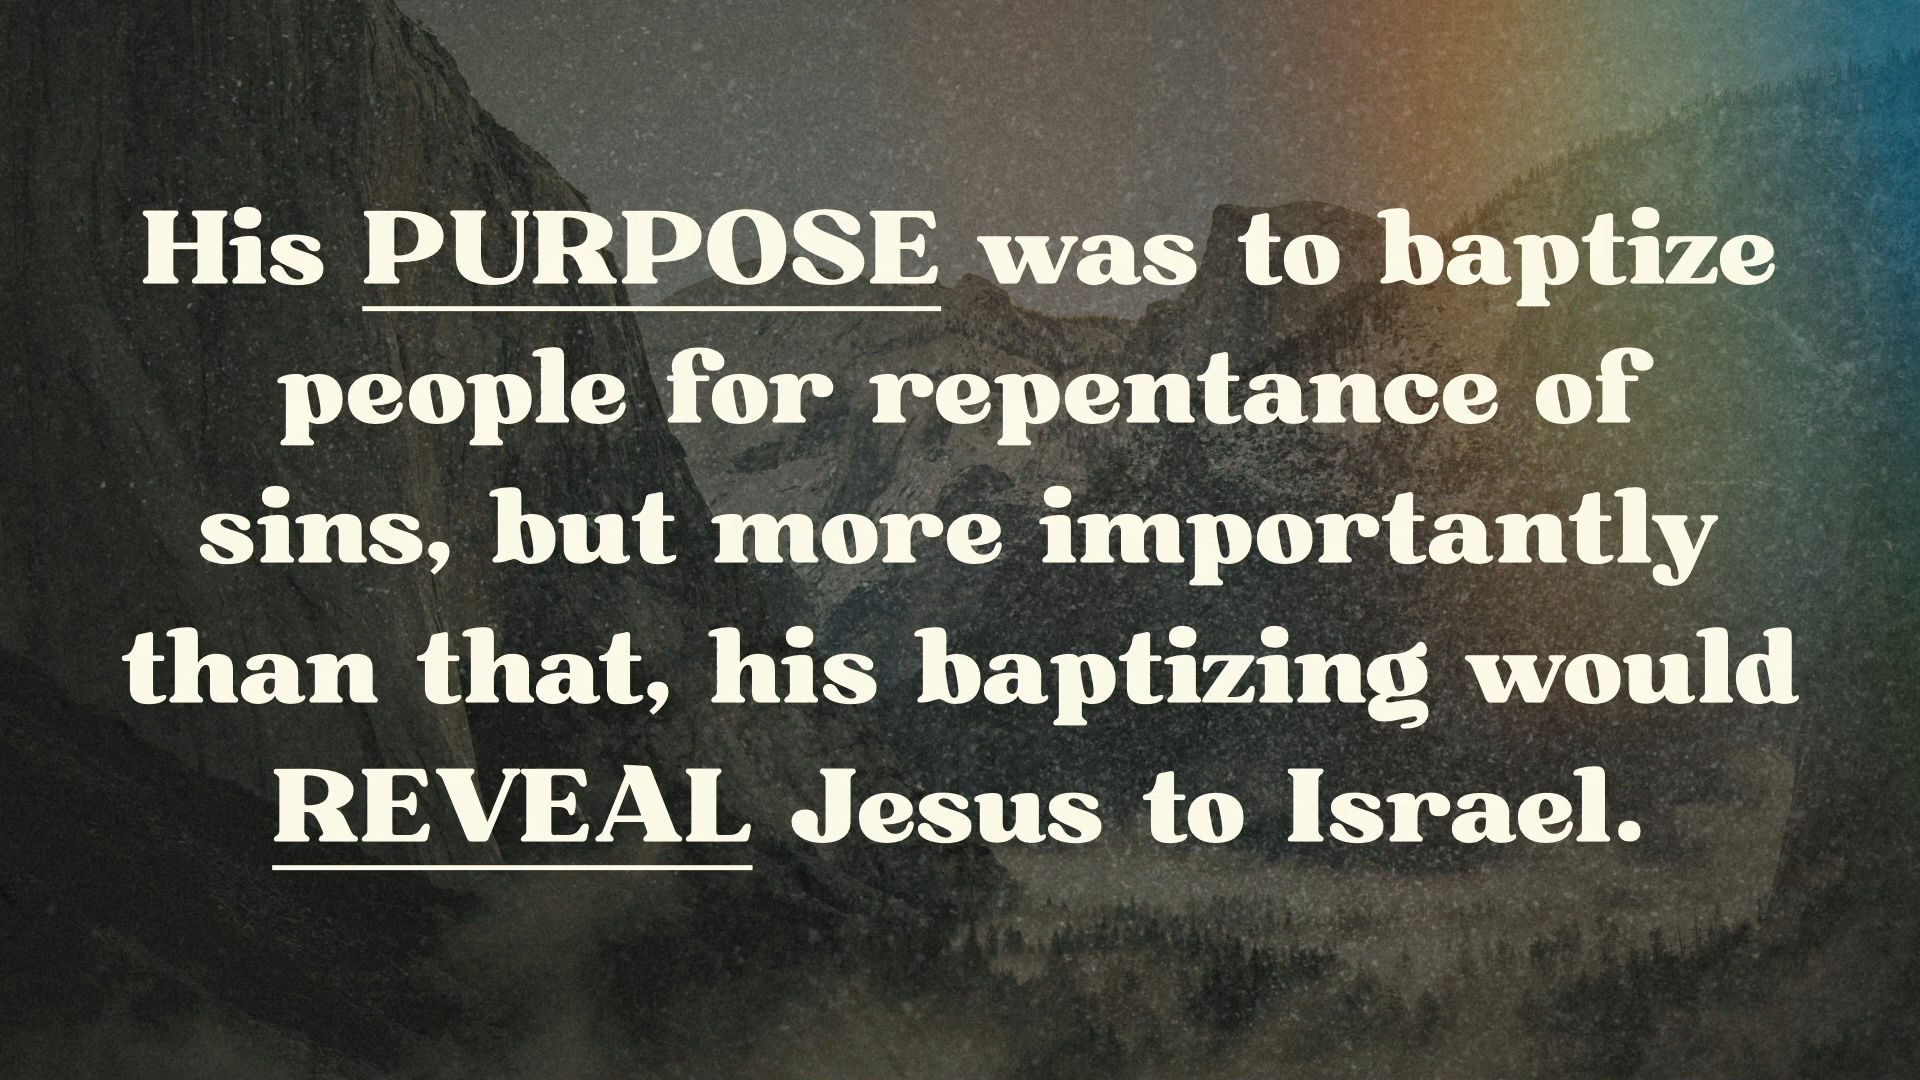 His PURPOSE was to baptize
people for repentance of
sins, but more importantly
than that, his baptizing would
REVEAL Jesus to Israel.